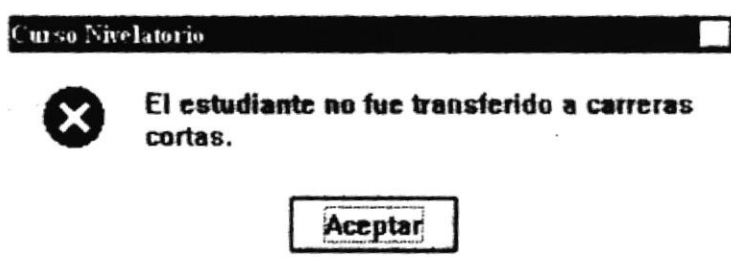 Curso Nivelatorio
El estudiante no fue transferido a carreras
cortas.
Aceptar